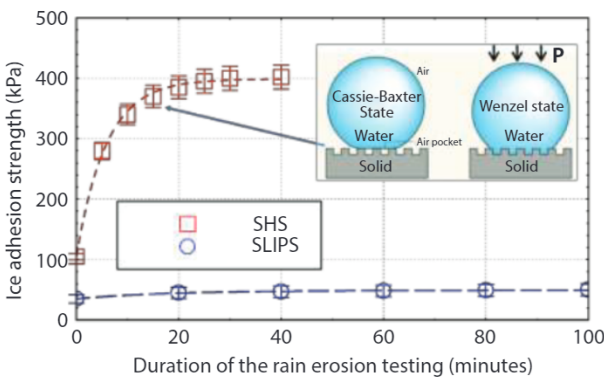 Ice adhesion strength (kPa)
500
400
300
200
100
0
P
Air
Cassie-Baxter
State
Wenzel state
Water
Water
Air pocket
Solid
Solid
SHS
SLIPS
0
20
40
60
80
100
Duration of the rain erosion testing (minutes)